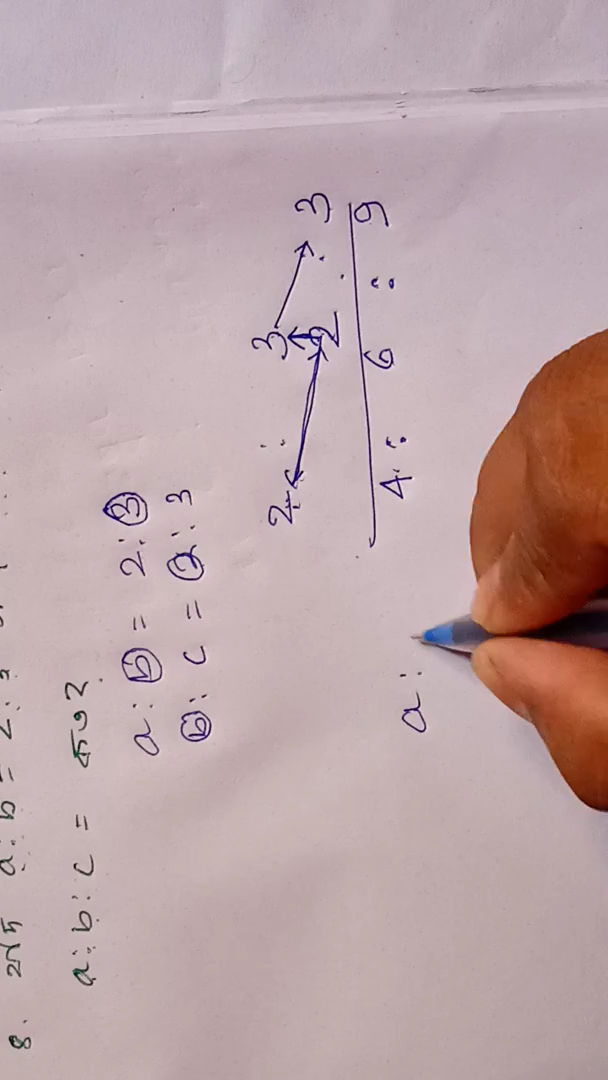 ৪. যদি a:b = 2:3
a:b:c = কত?
a:b = 2:3
b:c = 2:3
2 : 3
2 : 3
4 : 6 : 9
a: